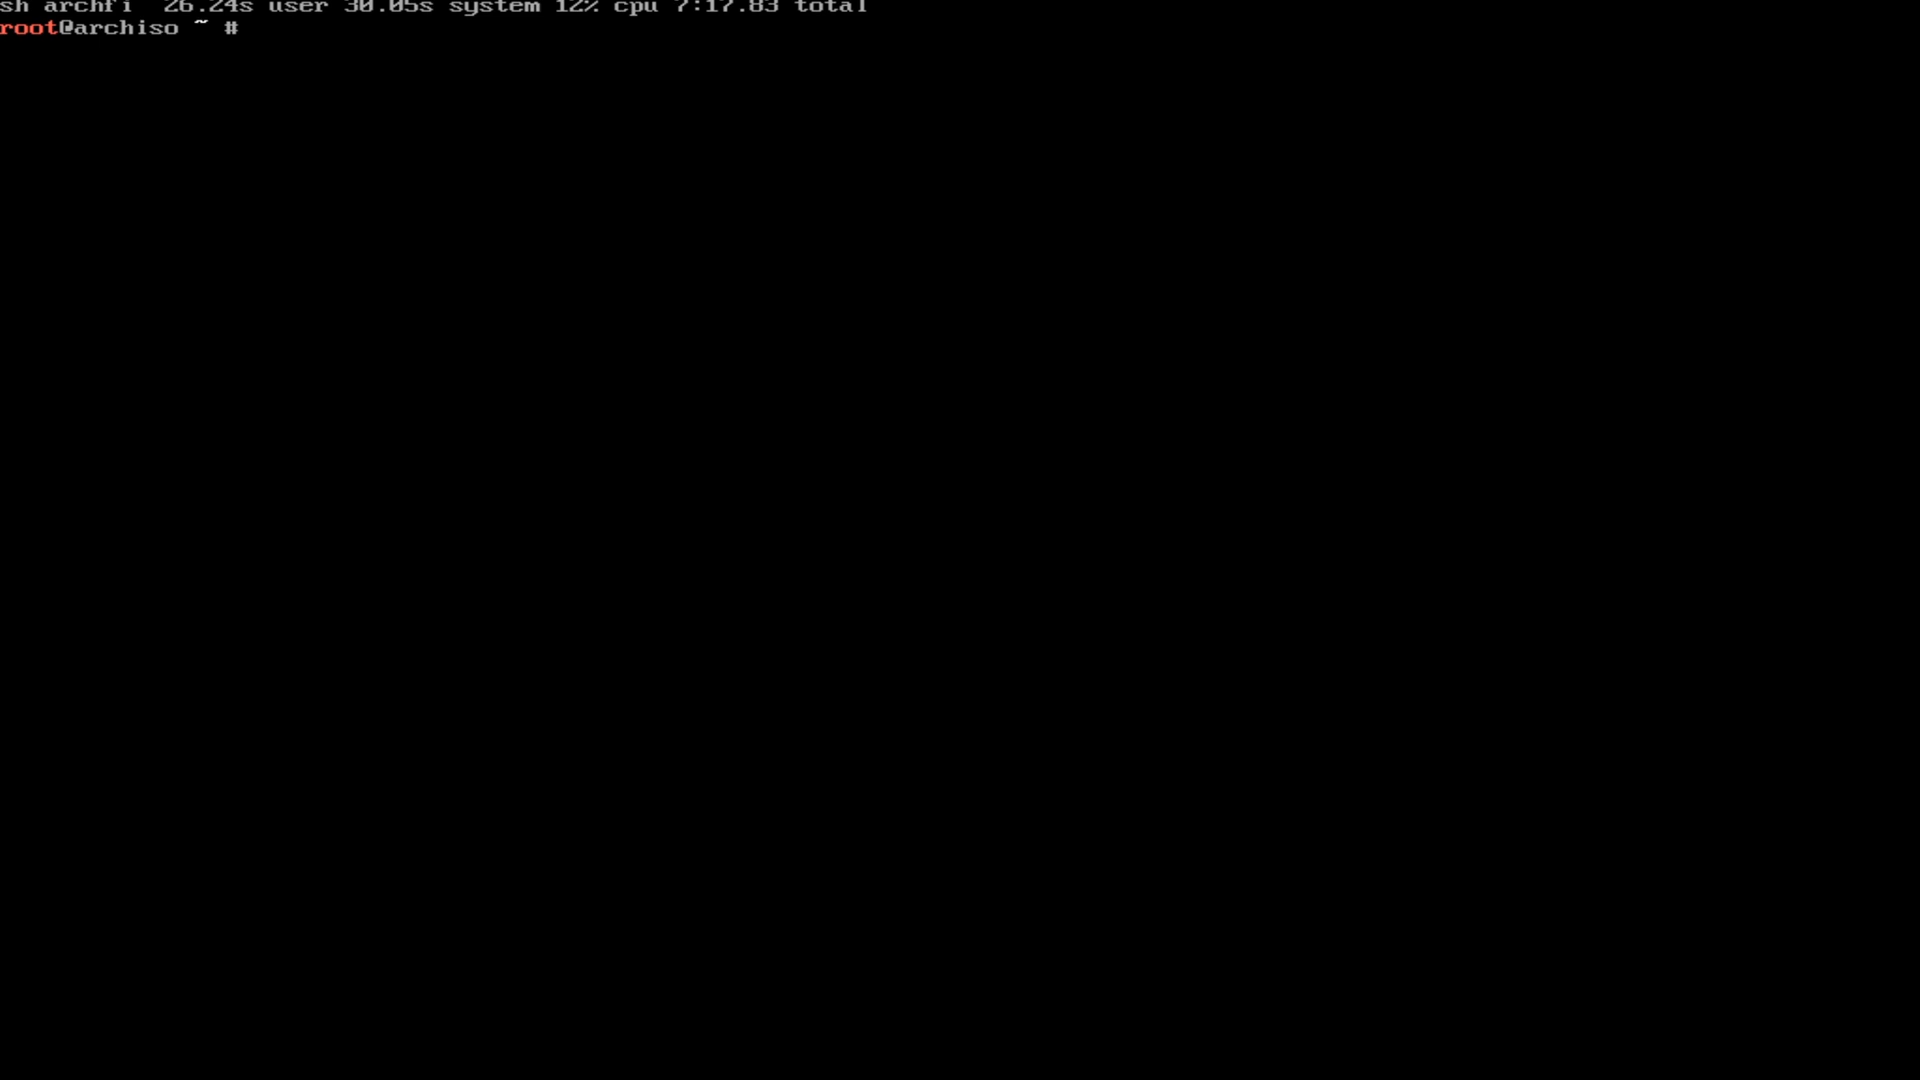 sh archfi  26.24s user 30.05s system 12% cpu 7:17.83 total
root@archiso ~ #